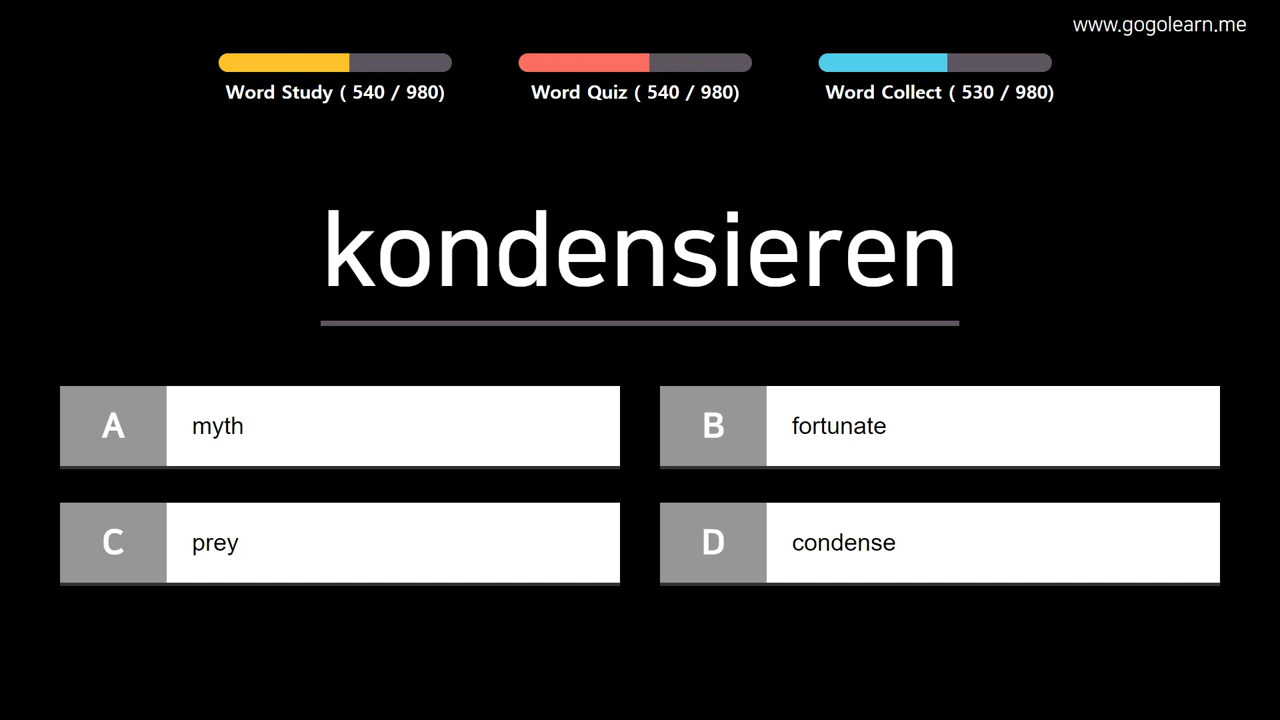 www.gogolearn.me
Word Study ( 540 / 980)
Word Quiz ( 540 / 980)
Word Collect ( 530 / 980)
kondensieren
A myth
B fortunate
C prey
D condense